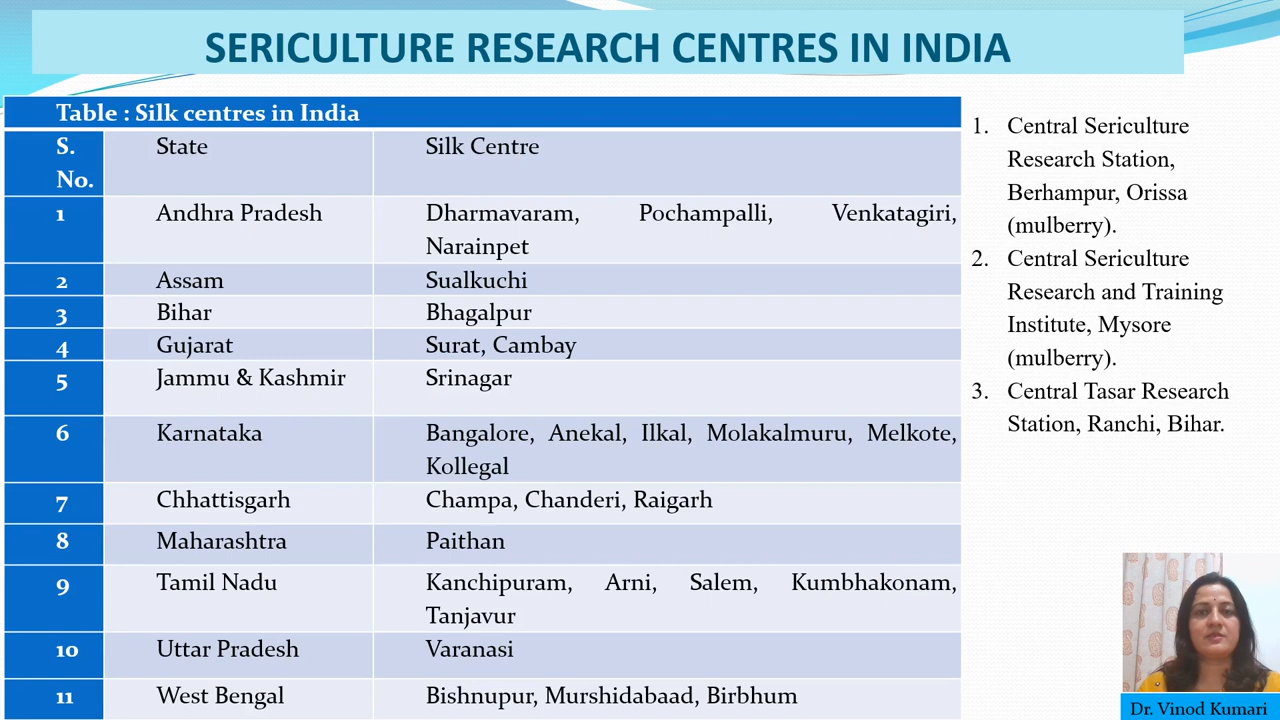 SERICULTURE RESEARCH CENTRES IN INDIA
Table : Silk centres in India
S. No. State Silk Centre
1 Andhra Pradesh Dharmavaram, Pochampalli, Venkatagiri,
Narainpet
2 Assam Sualkuchi
3 Bihar Bhagalpur
4 Gujarat Surat, Cambay
5 Jammu & Kashmir Srinagar
6 Karnataka Bangalore, Anekal, Ilkal, Molakalmuru, Melkote,
Kollegal
7 Chhattisgarh Champa, Chanderi, Raigarh
8 Maharashtra Paithan
9 Tamil Nadu Kanchipuram, Arni, Salem, Kumbhakonam,
Tanjavur
10 Uttar Pradesh Varanasi
11 West Bengal Bishnupur, Murshidabaad, Birbhum
1. Central Sericulture
Research Station,
Berhampur, Orissa
(mulberry).
2. Central Sericulture
Research and Training
Institute, Mysore
(mulberry).
3. Central Tasar Research
Station, Ranchi, Bihar.
Dr. Vinod Kumari